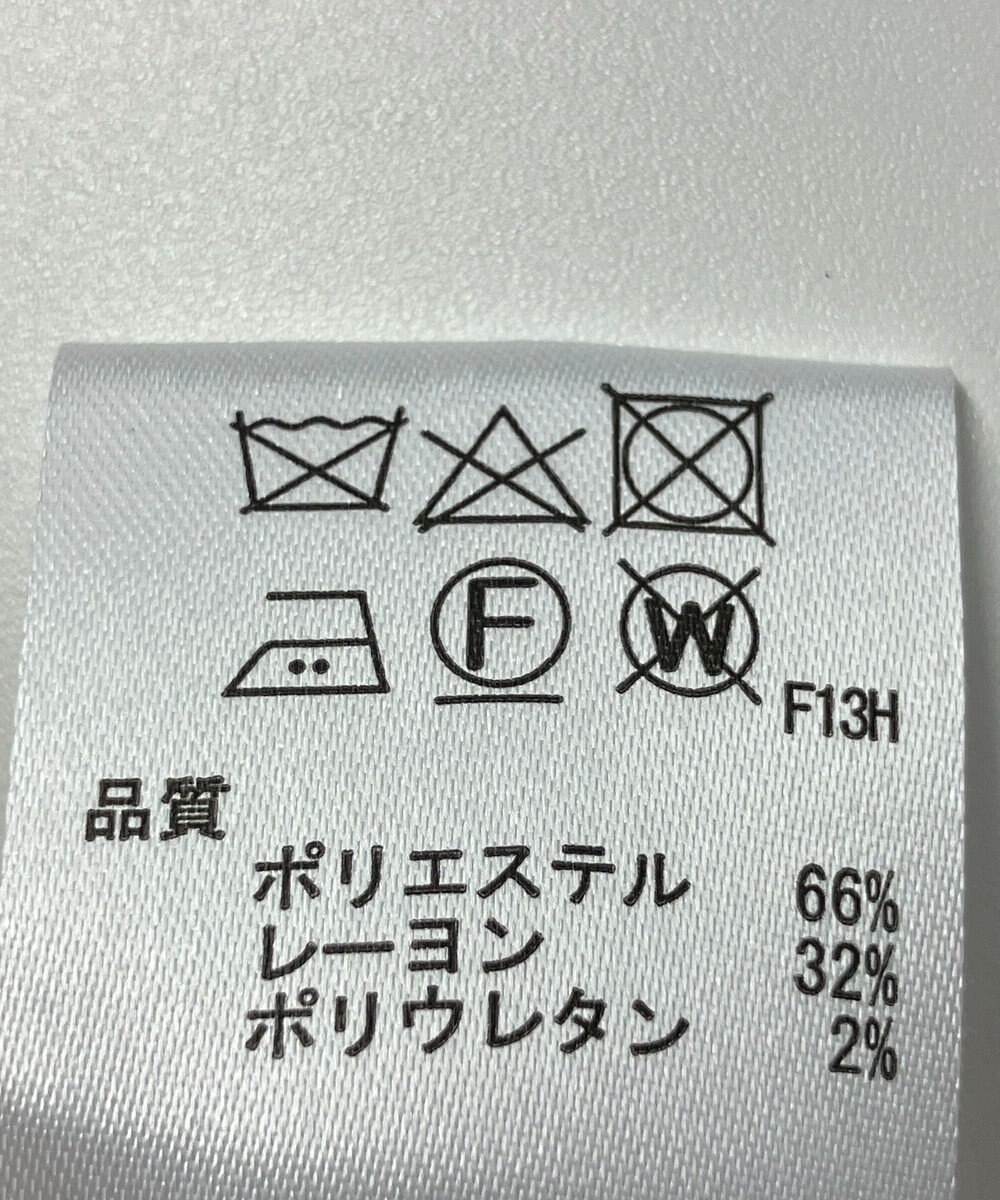 F W
F13H
品質
ポリエステル 66%
レーヨン 32%
ポリウレタン 2%